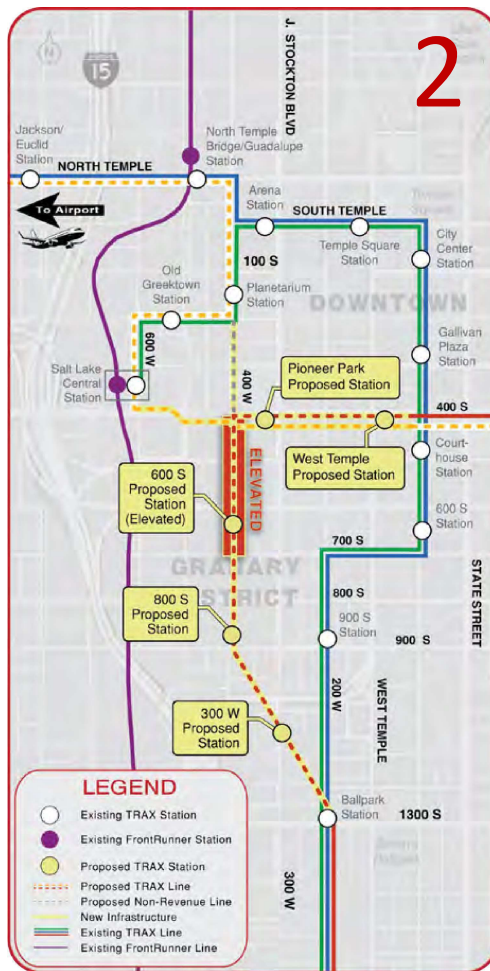 2
N
15
J. STOCKTON BLVD
Jackson/
Euclid
Station
NORTH TEMPLE
North Temple
Bridge/Guadalupe
Station
To Airport
Arena
Station
SOUTH TEMPLE
Temple Square
Station
City
Center
Station
100 S
Old
Greektown
Station
Planetarium
Station
DOWNTOWN
600 W
Gallivan
Plaza
Station
Salt Lake
Central
Station
400 W
Pioneer Park
Proposed Station
400 S
West Temple
Proposed Station
Court-
house
Station
ELEVATED
600 S
Proposed
Station
(Elevated)
600 S
Station
700 S
GRANARY
DISTRICT
800 S
Proposed
Station
800 S
900 S
Station
900 S
STATE STREET
200 W
WEST TEMPLE
300 W
Proposed
Station
Ballpark
Station
1300 S
300 W
LEGEND
Existing TRAX Station
Existing FrontRunner Station
Proposed TRAX Station
Proposed TRAX Line
Proposed Non-Revenue Line
New Infrastructure
Existing TRAX Line
Existing FrontRunner Line